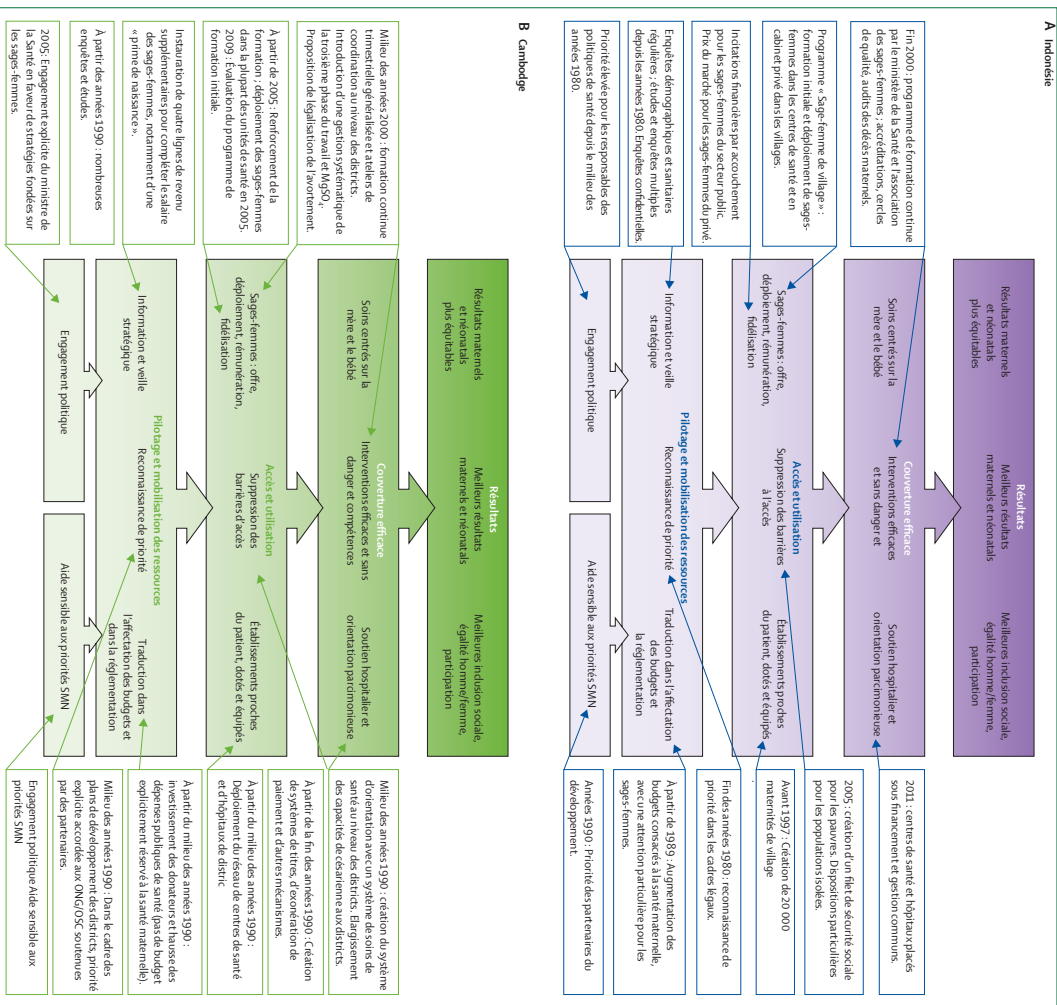 A Indonésie
Fin 2000 : programme de formation continue
par le ministère de la Santé et l'association
des sages-femmes ; accréditations, cercles
de qualité, audits des décès maternels.
Programme « Sage-femme de village » :
formation initiale et déploiement de sages-
femmes dans les centres de santé et en
cabinet privé dans les villages.
Incitations financières par accouchement
pour les sages-femmes du secteur public.
Prix du marché pour les sages-femmes du privé.
Enquêtes démographiques et sanitaires
régulières ; études et enquêtes multiples
depuis les années 1980. Enquêtes confidentielles.
Priorité élevée pour les responsables des
politiques de santé depuis le milieu des
années 1980.
Résultats
Résultats maternels
et néonatals
plus équitables
Meilleurs résultats
maternels et néonatals
Meilleures inclusion sociale,
égalité homme/femme,
participation
Couverture efficace
Soins centrés sur la
mère et le bébé
Interventions efficaces
et sans danger et
Soutien hospitalier et
orientation parcimonieuse
Accès et utilisation
Sages-femmes : offre,
déploiement, rémunération,
fidélisation
Suppression des barrières
à l'accès
Établissements proches
du patient, dotés et équipés
Pilotage et mobilisation des ressources
Information et veille
stratégique
Reconnaissance de priorité
Traduction dans l'affectation
des budgets et
la réglementation
Engagement politique
Aide sensible aux priorités SMN
2011 : centres de santé et hôpitaux placés
sous financement et gestion communs.
2005 : création d'un filet de sécurité sociale
pour les pauvres. Dispositions particulières
pour les populations isolées.
Avant 1997 : Création de 20 000
maternités de village
.
Fin des années 1980 : reconnaissance de
priorité dans les cadres légaux.
À partir de 1989 : Augmentation des
budgets consacrés à la santé maternelle,
avec une attention particulière pour les
sages-femmes.
Années 1990 : Priorité des partenaires du
développement.
B Cambodge
Milieu des années 2000 : formation continue
trimestrielle généralisée et ateliers de
coordination au niveau des districts.
Introduction d'une gestion systématique de
la troisième phase du travail et MgSO₄.
Proposition de légalisation de l'avortement.
À partir de 2005 : Renforcement de la
formation ; déploiement des sages-femmes
dans la plupart des unités de santé en 2005.
2009 : Évaluation du programme de
formation initiale.
Instauration de quatre lignes de revenu
supplémentaires pour compléter le salaire
des sages-femmes, notamment d'une
« prime de naissance ».
À partir des années 1990 : nombreuses
enquêtes et études.
2005: Engagement explicite du ministre de
la Santé en faveur de stratégies fondées sur
les sages-femmes.
Résultats
Résultats maternels
et néonatals
plus équitables
Meilleurs résultats
maternels et néonatals
Meilleures inclusion sociale,
égalité homme/femme,
participation
Couverture efficace
Soins centrés sur la
mère et le bébé
Interventions efficaces et sans
danger et compétences
Soutien hospitalier et
orientation parcimonieuse
Accès et utilisation
Sages-femmes : offre,
déploiement, rémunération,
fidélisation
Suppression des
barrières d'accès
Établissements proches
du patient, dotés et équipés
Pilotage et mobilisation des ressources
Information et veille
stratégique
Reconnaissance de priorité
Traduction dans
l'affectation des budgets et
dans la réglementation
Engagement politique
Aide sensible aux priorités SMN
Milieu des années 1990 : création du système
d'orientation avec un système de soins de
santé au niveau des districts. Elargissement
des capacités de césarienne aux districts.
À partir de la fin des années 1990 : Création
de systèmes de titres, d'exonération de
paiement et d'autres mécanismes.
À partir du milieu des années 1990 :
Déploiement du réseau de centres de santé
et d'hôpitaux de distric
À partir du milieu des années 1990 :
investissement des donateurs et hausse des
dépenses publiques de santé (pas de budget
explicitement réservé à la santé maternelle).
Milieu des années 1990 : Dans le cadre des
plans de développement des districts, priorité
explicite accordée aux ONG/OSC soutenues
par des partenaires.
Engagement politique Aide sensible aux
priorités SMN